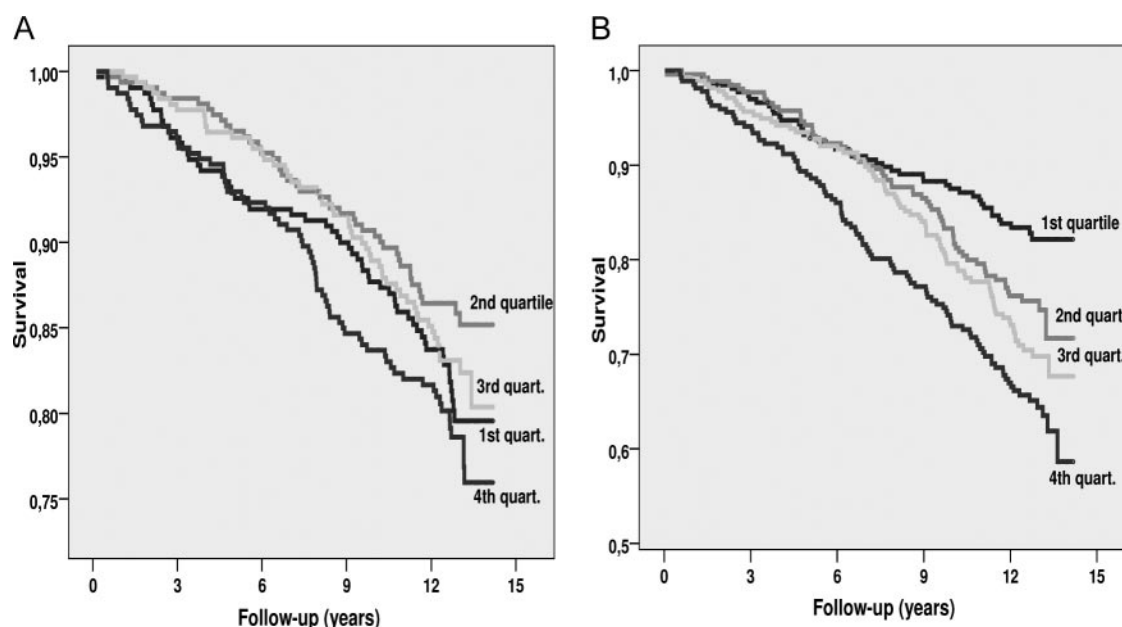 A
1,00
0,95
0,90
0,85
0,80
0,75
Survival
2nd quartile
3rd quart.
1st quart.
4th quart.
0 3 6 9 12 15
Follow-up (years)
B
1,0
0,9
0,8
0,7
0,6
0,5
Survival
1st quartile
2nd quart.
3rd quart.
4th quart.
0 3 6 9 12 15
Follow-up (years)